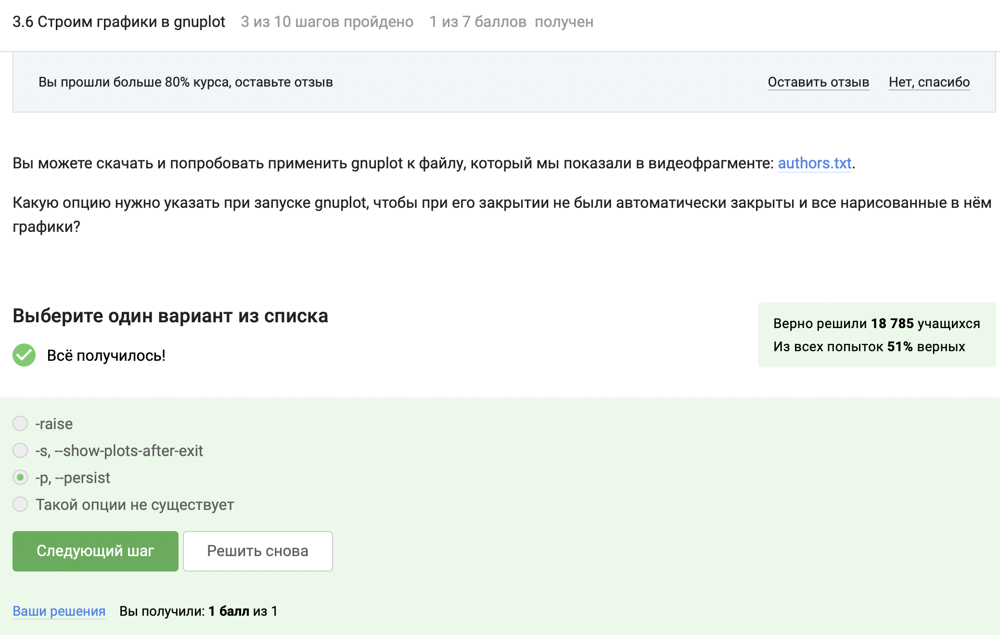 3.6 Строим графики в gnuplot 3 из 10 шагов пройдено 1 из 7 баллов получен
Вы прошли больше 80% курса, оставьте отзыв Оставить отзыв Нет, спасибо
Вы можете скачать и попробовать применить gnuplot к файлу, который мы показали в видеофрагменте: authors.txt.
Какую опцию нужно указать при запуске gnuplot, чтобы при его закрытии не были автоматически закрыты и все нарисованные в нём
графики?
Выберите один вариант из списка
Всё получилось!
Верно решили 18 785 учащихся
Из всех попыток 51% верных
-raise
-s, --show-plots-after-exit
-p, --persist
Такой опции не существует
Следующий шаг Решить снова
Ваши решения Вы получили: 1 балл из 1